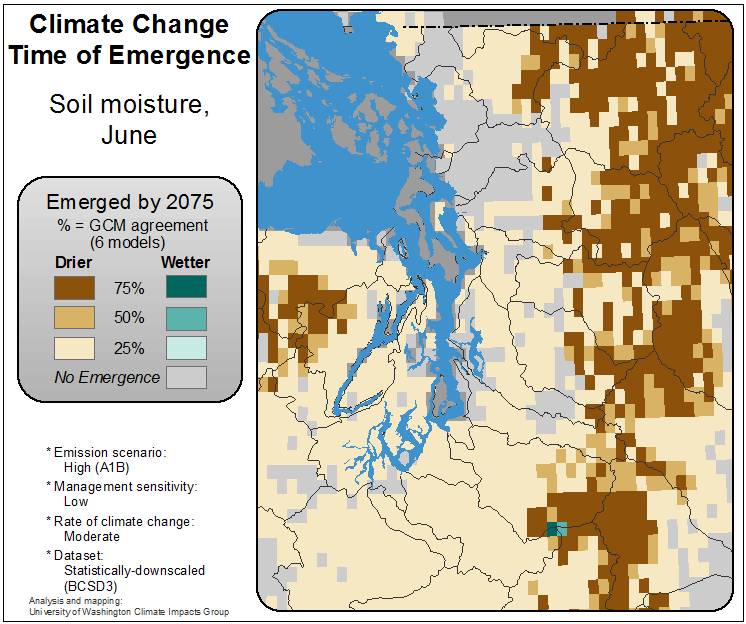 Climate Change
Time of Emergence
Soil moisture,
June
Emerged by 2075
% = GCM agreement
(6 models)
Drier Wetter
75%
50%
25%
No Emergence
* Emission scenario:
High (A1B)
* Management sensitivity:
Low
* Rate of climate change:
Moderate
* Dataset:
Statistically-downscaled
(BCSD3)
Analysis and mapping:
University of Washington Climate Impacts Group